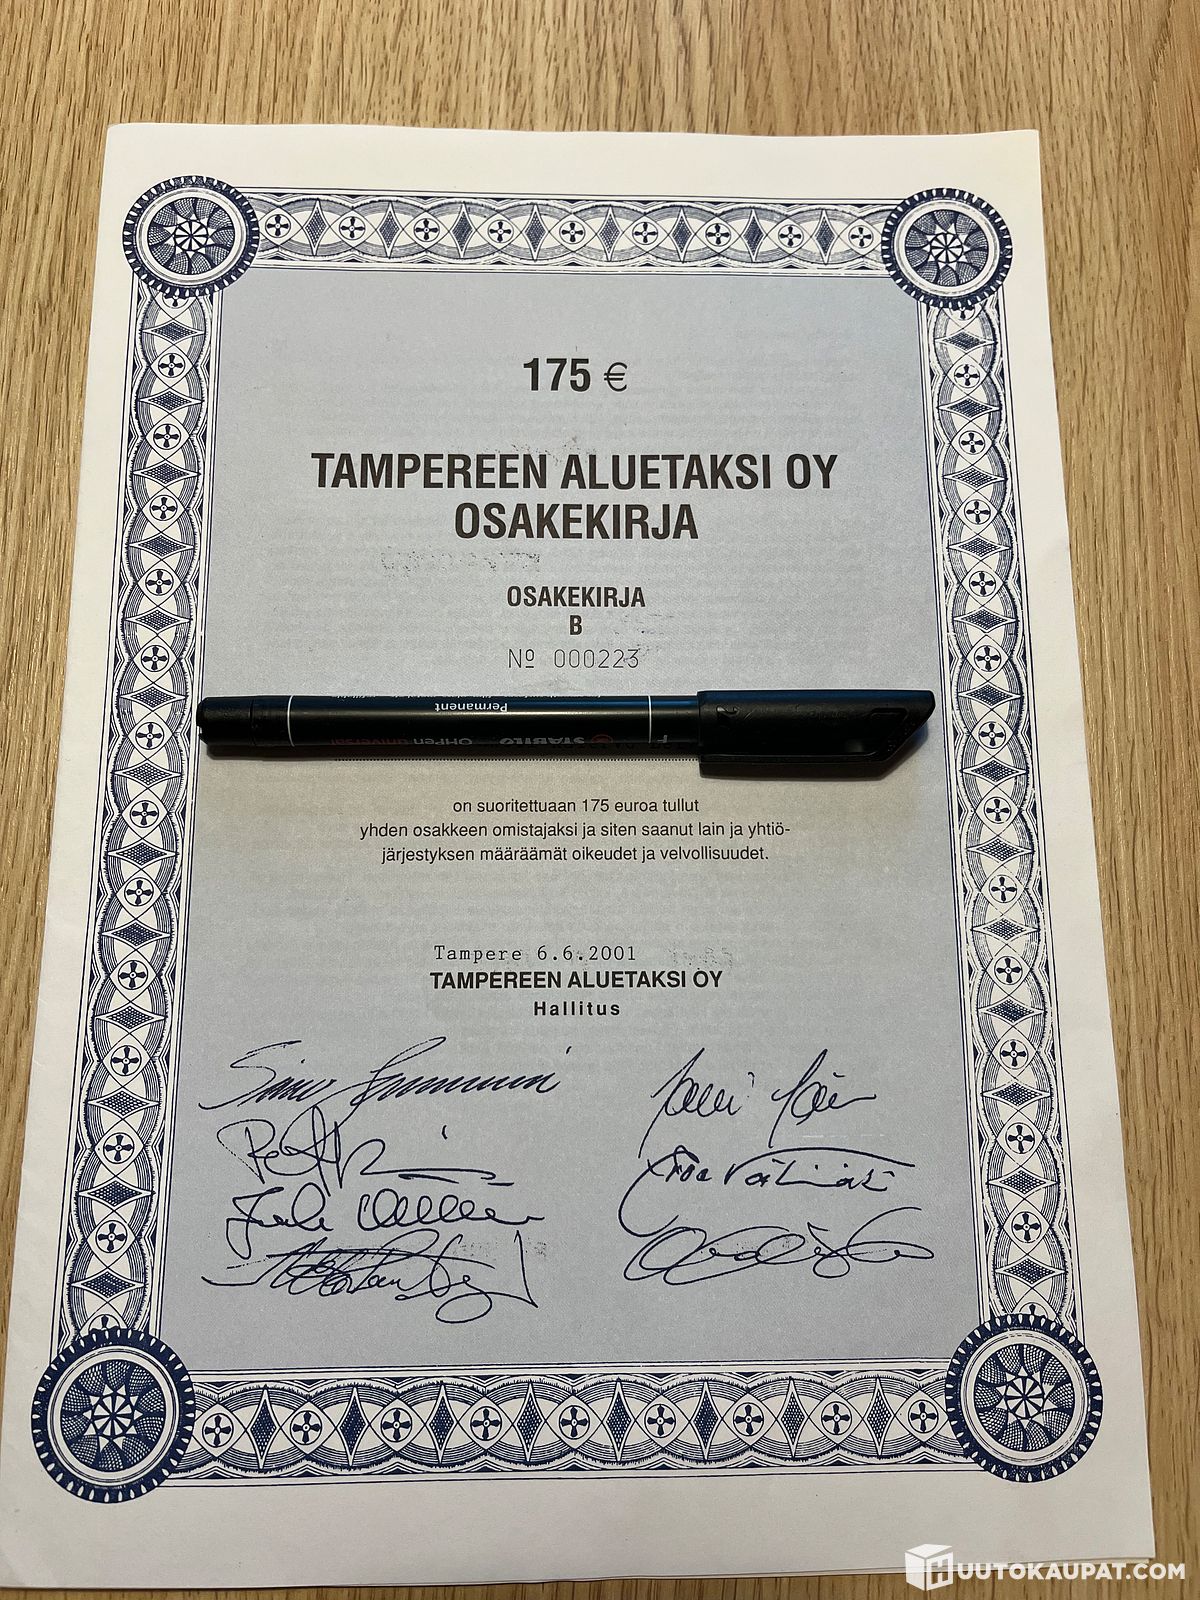 175 €
TAMPEREEN ALUETAKSI OY
OSAKEKIRJA
OSAKEKIRJA
B
Nº 000223
Permanent
STABILO OHPen universal
on suoritettuaan 175 euroa tullut
yhden osakkeen omistajaksi ja siten saanut lain ja yhtiö-
järjestyksen määräämät oikeudet ja velvollisuudet.
Tampere 6.6.2001
TAMPEREEN ALUETAKSI OY
Hallitus
HUUTOKAUPAT.COM